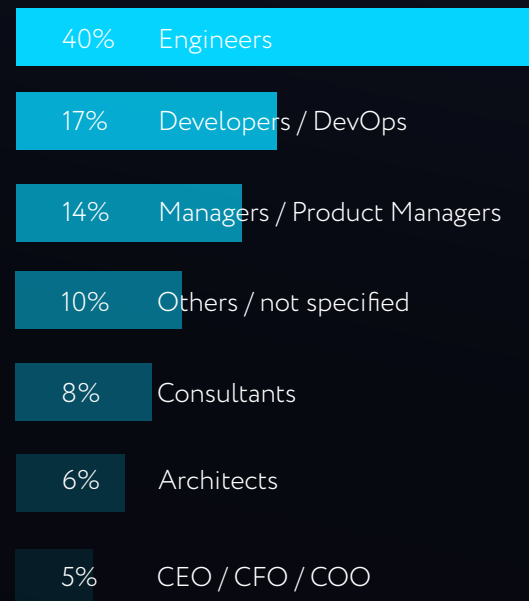 40% Engineers
17% Developers / DevOps
14% Managers / Product Managers
10% Others / not specified
8% Consultants
6% Architects
5% CEO / CFO / COO